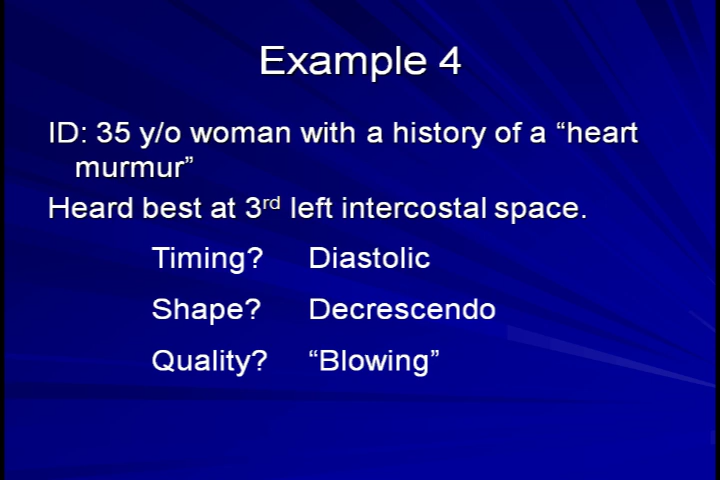 Example 4
ID: 35 y/o woman with a history of a “heart
murmur”
Heard best at 3rd left intercostal space.
Timing? Diastolic
Shape? Decrescendo
Quality? “Blowing”